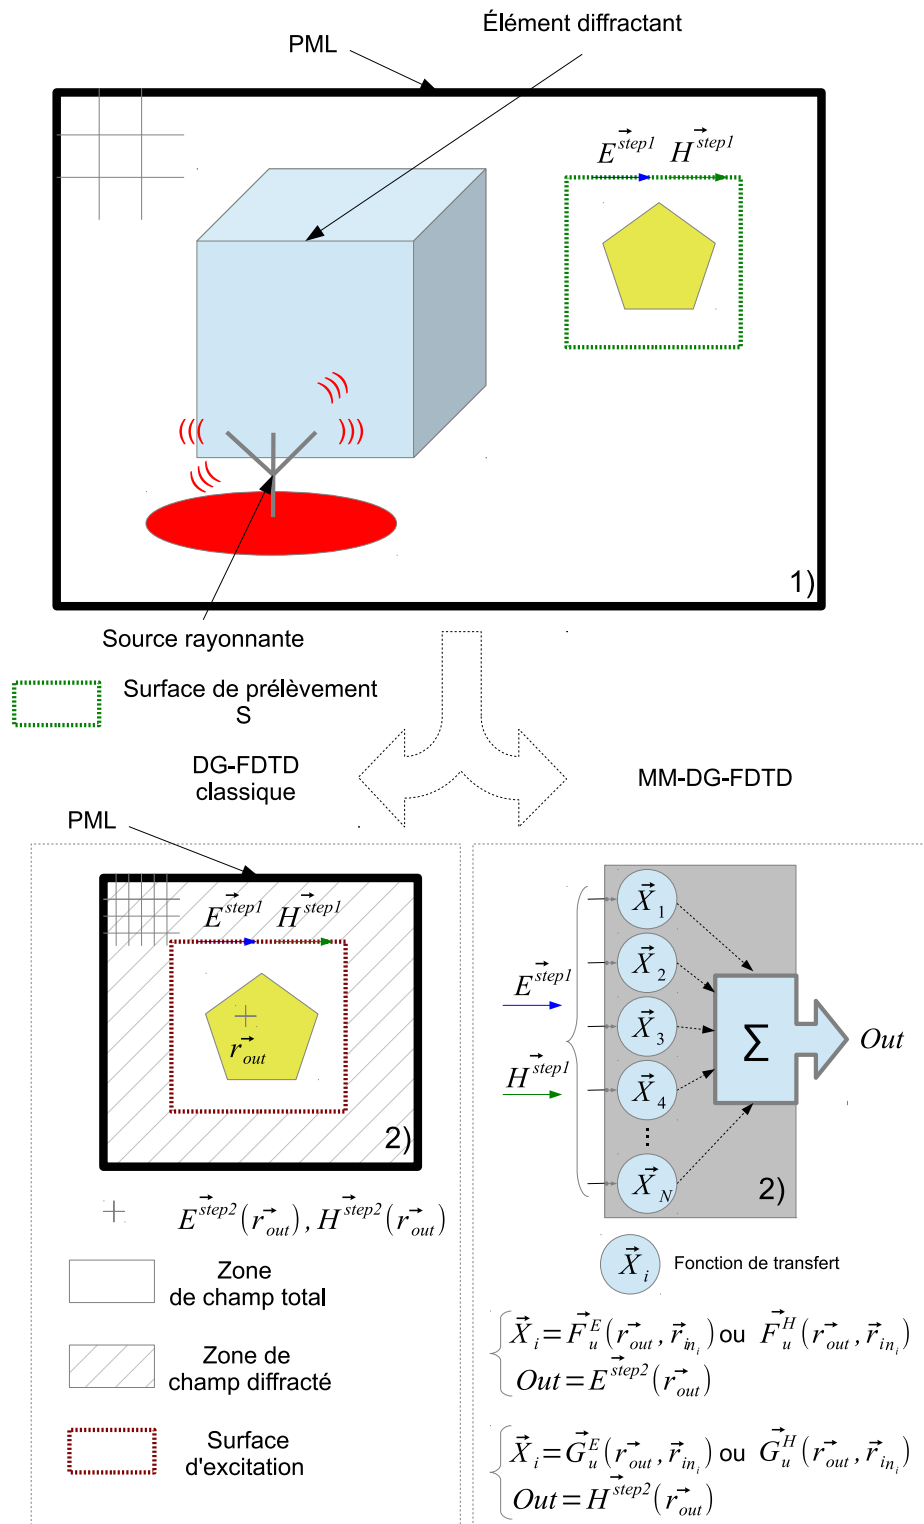 Élément diffractant
PML
E^step1 H^step1
1)
Source rayonnante
Surface de prélèvement
S
DG-FDTD
classique
MM-DG-FDTD
PML
E^step1 H^step1
r_out
2)
E^step2(r_out), H^step2(r_out)
Zone
de champ total
Zone de
champ diffracté
Surface
d'excitation
X_1
X_2
E^step1
X_3
Σ
Out
H^step1
X_4
X_N
2)
X_i Fonction de transfert
X_i = F_u^E(r_out, r_in_i) ou F_u^H(r_out, r_in_i)
Out = E^step2(r_out)
X_i = G_u^E(r_out, r_in_i) ou G_u^H(r_out, r_in_i)
Out = H^step2(r_out)